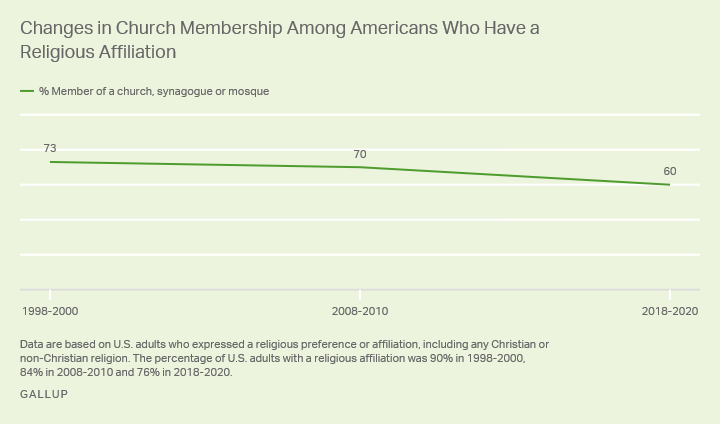 Changes in Church Membership Among Americans Who Have a
Religious Affiliation
% Member of a church, synagogue or mosque
73
70
60
1998-2000
2008-2010
2018-2020
Data are based on U.S. adults who expressed a religious preference or affiliation, including any Christian or
non-Christian religion. The percentage of U.S. adults with a religious affiliation was 90% in 1998-2000,
84% in 2008-2010 and 76% in 2018-2020.
GALLUP